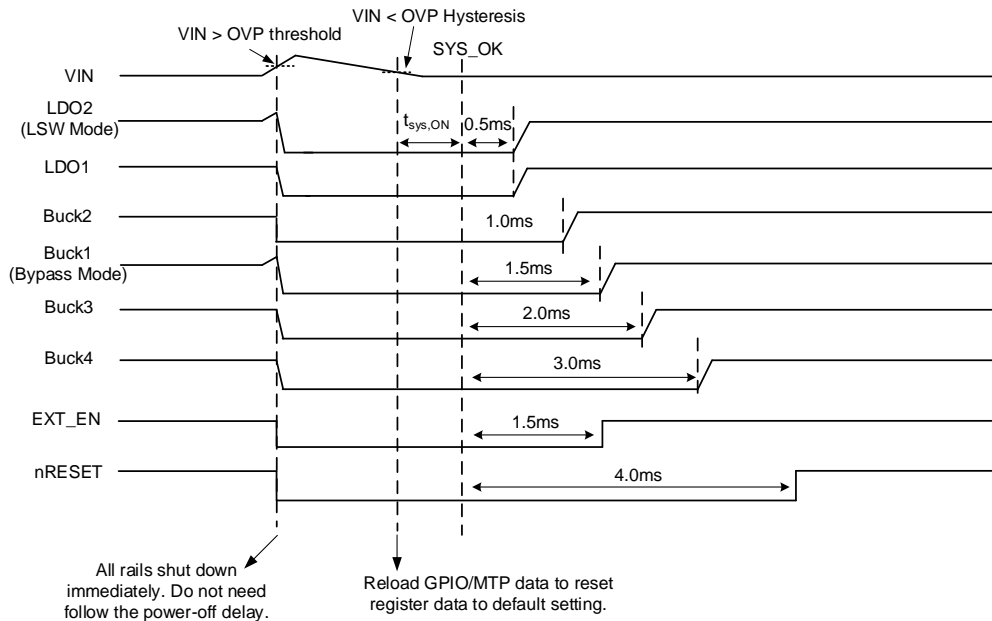 VIN < OVP Hysteresis
VIN > OVP threshold
SYS_OK
VIN
LDO2
(LSW Mode)
tsys,ON
0.5ms
LDO1
Buck2
1.0ms
Buck1
(Bypass Mode)
1.5ms
Buck3
2.0ms
Buck4
3.0ms
EXT_EN
1.5ms
nRESET
4.0ms
All rails shut down
immediately. Do not need
follow the power-off delay.
Reload GPIO/MTP data to reset
register data to default setting.